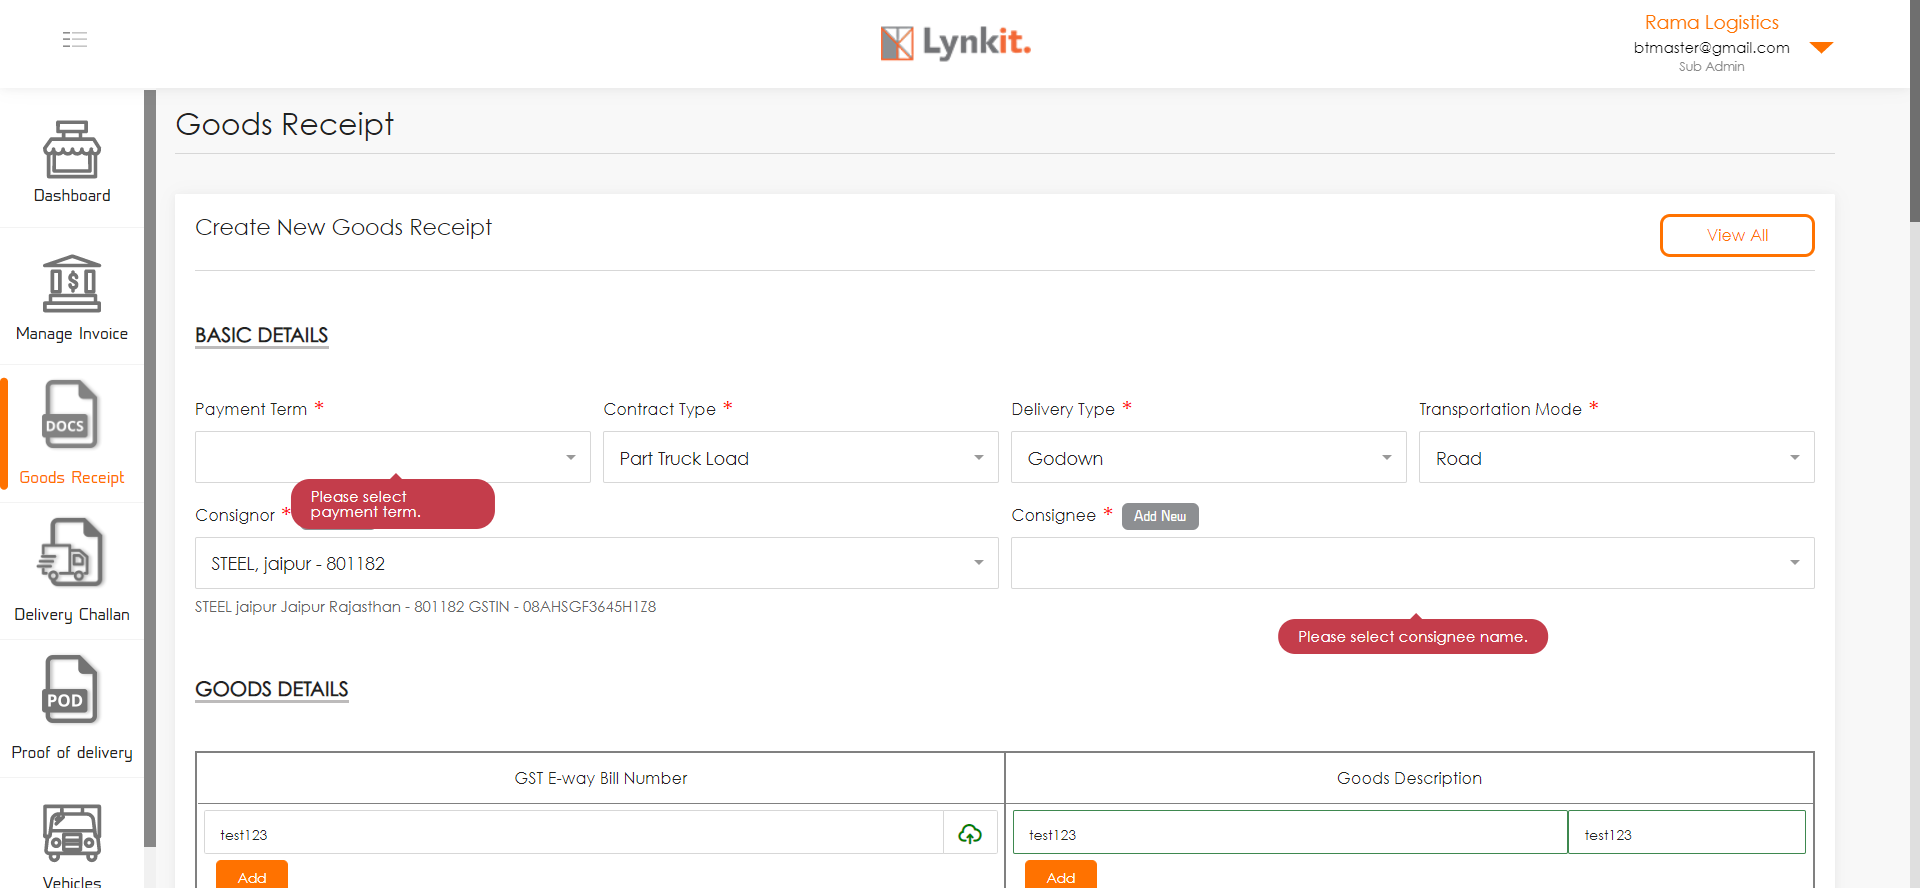 Lynkit.
Rama Logistics
btmaster@gmail.com
Sub Admin
Dashboard
Manage Invoice
DOCS
Goods Receipt
Delivery Challan
POD
Proof of delivery
Vehicles
Goods Receipt
Create New Goods Receipt
View All
BASIC DETAILS
Payment Term *
Contract Type *
Delivery Type *
Transportation Mode *
Part Truck Load
Godown
Road
Please select
payment term.
Consignor *
Consignee * Add New
STEEL, jaipur - 801182
STEEL jaipur Jaipur Rajasthan - 801182 GSTIN - 08AHSGF3645H1Z8
Please select consignee name.
GOODS DETAILS
GST E-way Bill Number
Goods Description
test123
test123
test123
Add
Add